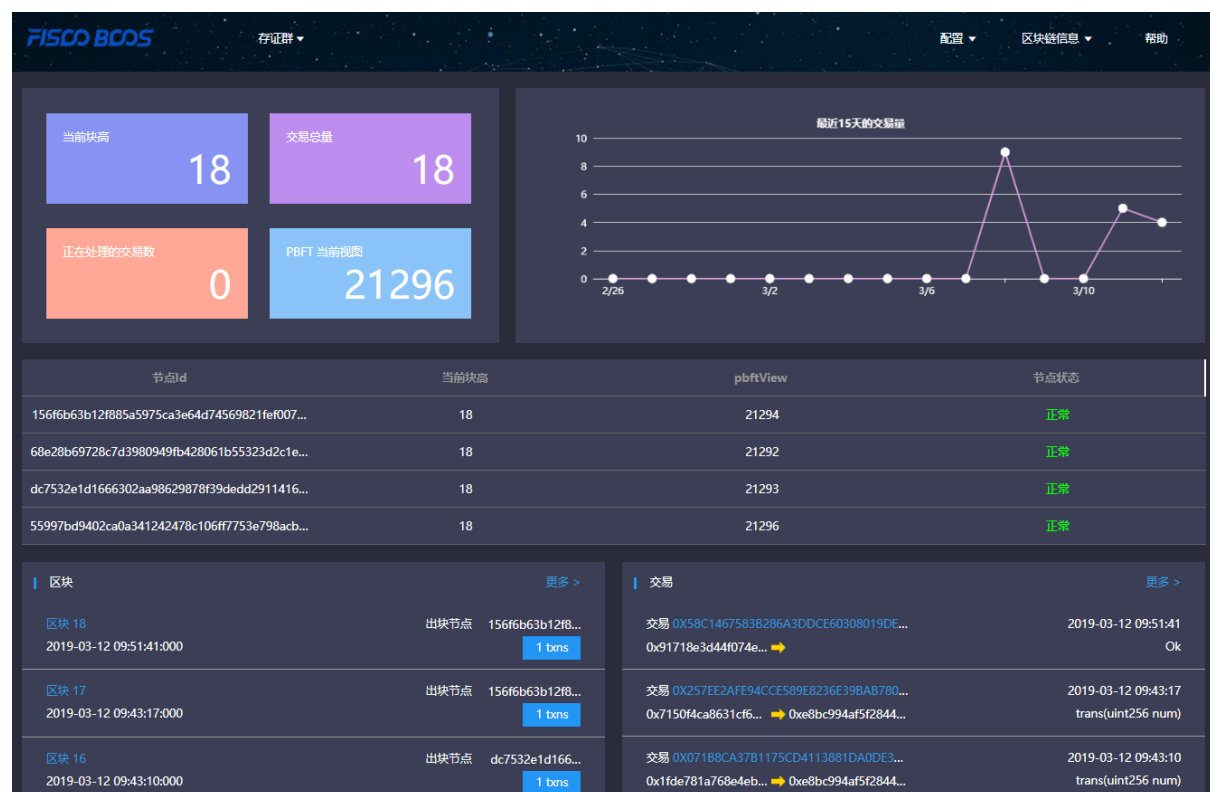 FISCO BCOS
存证群
配置
区块链信息
帮助
当前块高
18
交易总量
18
正在处理的交易数
0
PBFT 当前视图
21296
最近15天的交易量
10
8
6
4
2
0
2/26
3/2
3/6
3/10
节点Id 当前块高 pbftView 节点状态
156f6b63b12f885a5975ca3e64d74569821fef007... 18 21294 正常
68e28b69728c7d3980949fb428061b55323d2c1e... 18 21292 正常
dc7532e1d1666302aa98629878f39dedd2911416... 18 21293 正常
55997bd9402ca0a341242478c106ff7753e798acb... 18 21296 正常
区块 更多 >
区块 18 出块节点 156f6b63b12f8...
2019-03-12 09:51:41:000 1 txns
区块 17 出块节点 156f6b63b12f8...
2019-03-12 09:43:17:000 1 txns
区块 16 出块节点 dc7532e1d166...
2019-03-12 09:43:10:000 1 txns
交易 更多 >
交易 0X58C1467583B286A3DDCE60308019DE... 2019-03-12 09:51:41
0x91718e3d44f074e... Ok
交易 0X257EE2AFE94CCE589E8236E39BAB780... 2019-03-12 09:43:17
0x7150f4ca8631cf6... 0xe8bc994af5f2844... trans(uint256 num)
交易 0X071B8CA37B1175CD4113881DA0DE3... 2019-03-12 09:43:10
0x1fde781a768e4eb... 0xe8bc994af5f2844... trans(uint256 num)